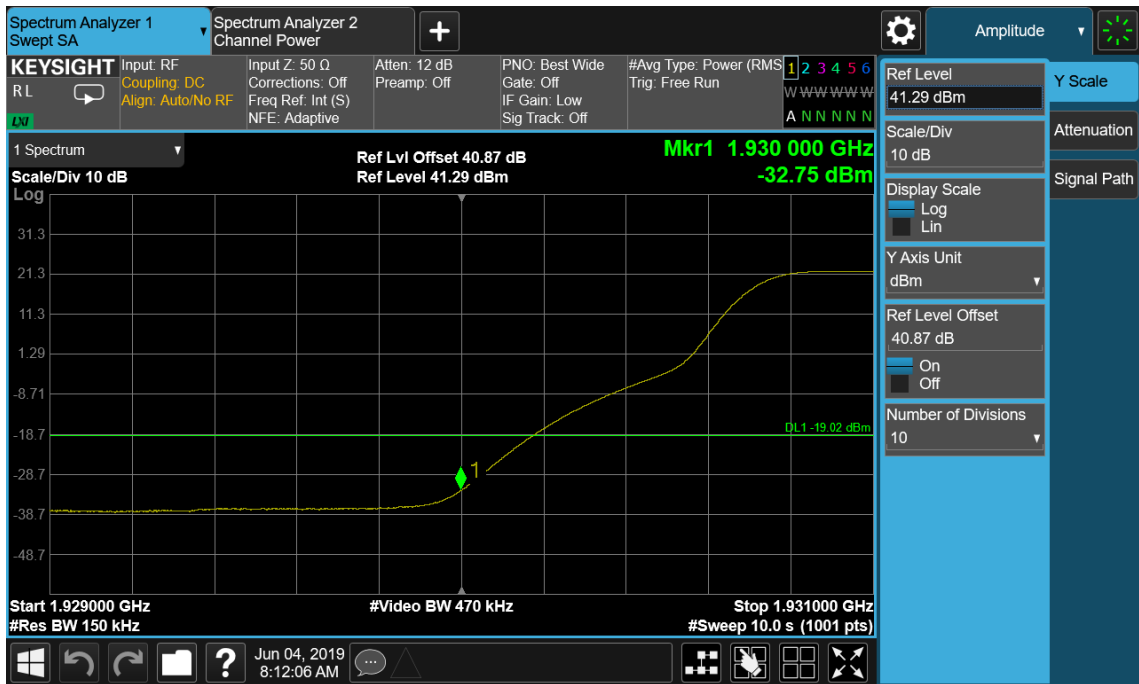 Spectrum Analyzer 1
Swept SA
Spectrum Analyzer 2
Channel Power
+
Amplitude
KEYSIGHT
RL
LXI
Input: RF
Coupling: DC
Align: Auto/No RF
Input Z: 50 Ω
Corrections: Off
Freq Ref: Int (S)
NFE: Adaptive
Atten: 12 dB
Preamp: Off
PNO: Best Wide
Gate: Off
IF Gain: Low
Sig Track: Off
#Avg Type: Power (RMS
Trig: Free Run
1 2 3 4 5 6
W W W W W W
A N N N N N
1 Spectrum
Scale/Div 10 dB
Ref Lvl Offset 40.87 dB
Ref Level 41.29 dBm
Mkr1 1.930 000 GHz
-32.75 dBm
Log
31.3
21.3
11.3
1.29
-8.71
-18.7
-28.7
-38.7
-48.7
DL1 -19.02 dBm
1
Start 1.929000 GHz
#Res BW 150 kHz
#Video BW 470 kHz
Stop 1.931000 GHz
#Sweep 10.0 s (1001 pts)
Ref Level
41.29 dBm
Scale/Div
10 dB
Display Scale
Log
Lin
Y Axis Unit
dBm
Ref Level Offset
40.87 dB
On
Off
Number of Divisions
10
Y Scale
Attenuation
Signal Path
?
Jun 04, 2019
8:12:06 AM